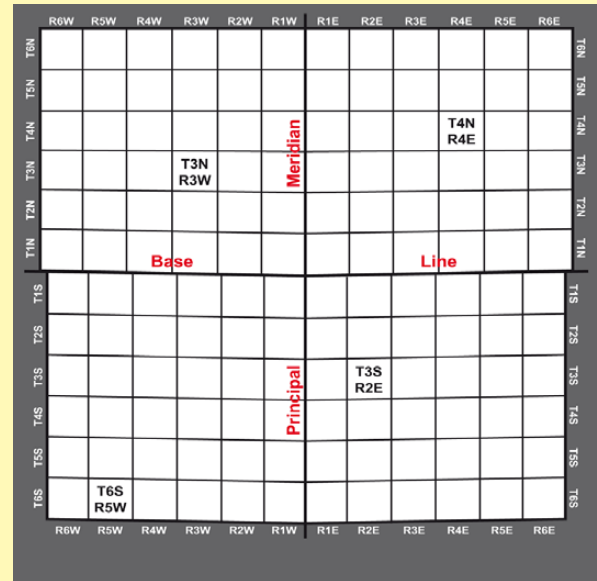 R6W R5W R4W R3W R2W R1W R1E R2E R3E R4E R5E R6E
T6N T6N
T5N T5N
T4N T4N
T4N
R4E
Meridian
T3N T3N
T3N
R3W
T2N T2N
T1N T1N
Base Line
T1S T1S
T2S T2S
T3S T3S
T3S
R2E
Principal
T4S T4S
T5S T5S
T6S T6S
T6S
R5W
R6W R5W R4W R3W R2W R1W R1E R2E R3E R4E R5E R6E